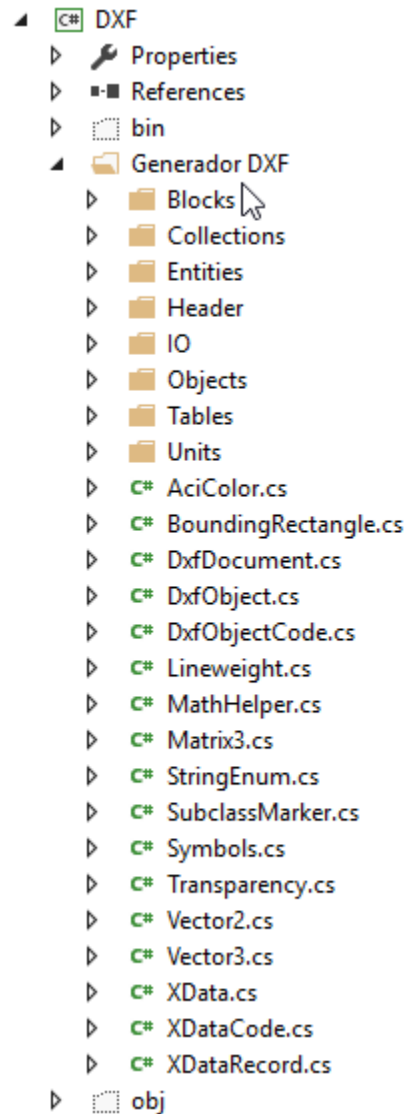 C# DXF
Properties
References
bin
Generador DXF
Blocks
Collections
Entities
Header
IO
Objects
Tables
Units
C# AciColor.cs
C# BoundingRectangle.cs
C# DxfDocument.cs
C# DxfObject.cs
C# DxfObjectCode.cs
C# Lineweight.cs
C# MathHelper.cs
C# Matrix3.cs
C# StringEnum.cs
C# SubclassMarker.cs
C# Symbols.cs
C# Transparency.cs
C# Vector2.cs
C# Vector3.cs
C# XData.cs
C# XDataCode.cs
C# XDataRecord.cs
obj